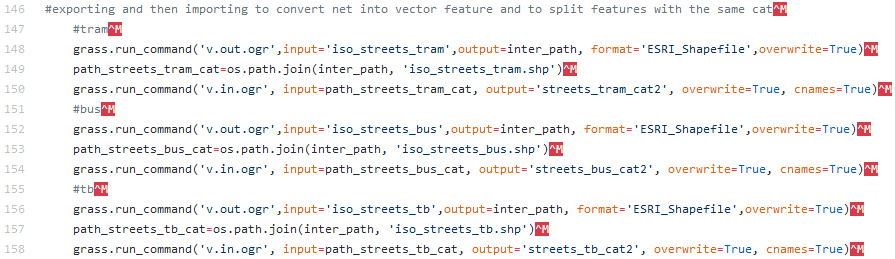 146 #exporting and then importing to convert net into vector feature and to split features with the same cat^M
147 #tram^M
148 grass.run_command('v.out.ogr',input='iso_streets_tram',output=inter_path, format='ESRI_Shapefile',overwrite=True)^M
149 path_streets_tram_cat=os.path.join(inter_path, 'iso_streets_tram.shp')^M
150 grass.run_command('v.in.ogr', input=path_streets_tram_cat, output='streets_tram_cat2', overwrite=True, cnames=True)^M
151 #bus^M
152 grass.run_command('v.out.ogr',input='iso_streets_bus',output=inter_path, format='ESRI_Shapefile',overwrite=True)^M
153 path_streets_bus_cat=os.path.join(inter_path, 'iso_streets_bus.shp')^M
154 grass.run_command('v.in.ogr', input=path_streets_bus_cat, output='streets_bus_cat2', overwrite=True, cnames=True)^M
155 #tb^M
156 grass.run_command('v.out.ogr',input='iso_streets_tb',output=inter_path, format='ESRI_Shapefile',overwrite=True)^M
157 path_streets_tb_cat=os.path.join(inter_path, 'iso_streets_tb.shp')^M
158 grass.run_command('v.in.ogr', input=path_streets_tb_cat, output='streets_tb_cat2', overwrite=True, cnames=True)^M